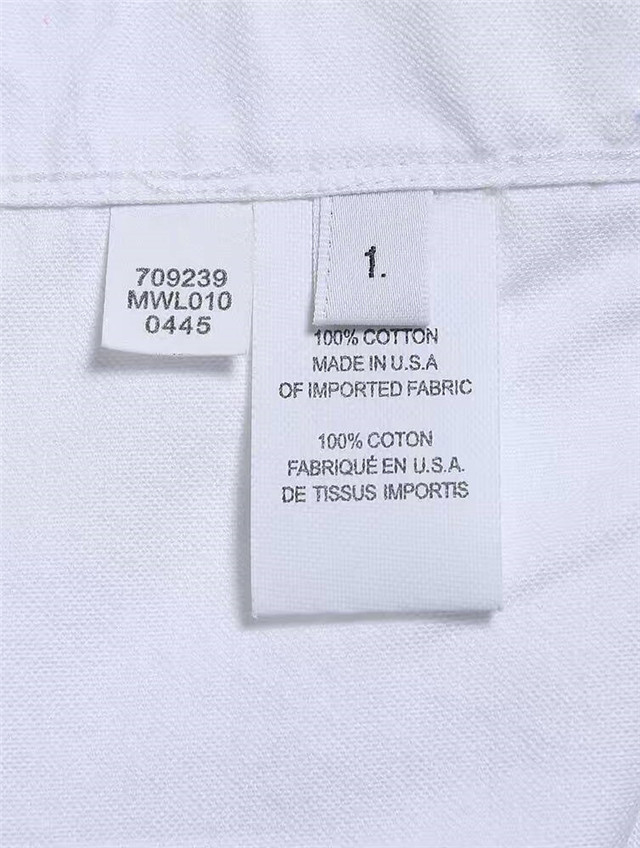 709239
MWL010
0445
1.
100% COTTON
MADE IN U.S.A
OF IMPORTED FABRIC
100% COTON
FABRIQUÉ EN U.S.A.
DE TISSUS IMPORTIS